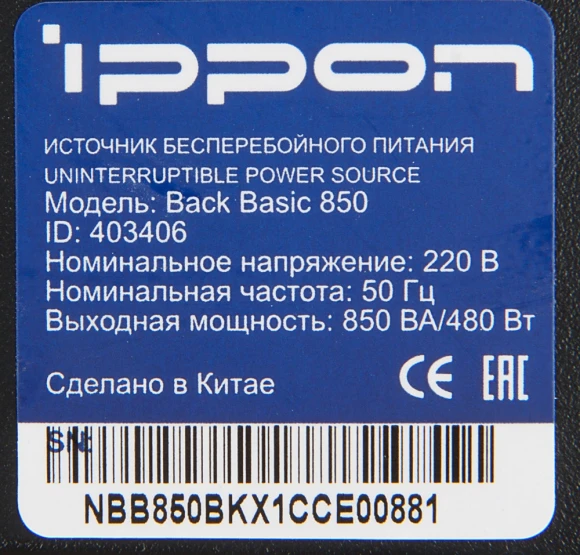 ippon
ИСТОЧНИК БЕСПЕРЕБОЙНОГО ПИТАНИЯ
UNINTERRUPTIBLE POWER SOURCE
Модель: Back Basic 850
ID: 403406
Номинальное напряжение: 220 В
Номинальная частота: 50 Гц
Выходная мощность: 850 ВА/480 Вт
Сделано в Китае CE EAC
SN:
NBB850BKX1CCE00881